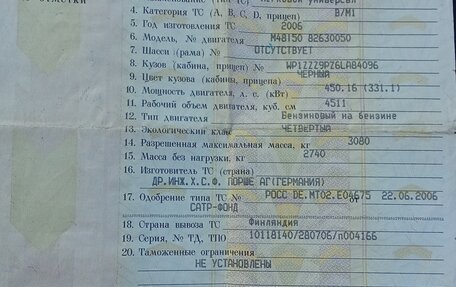 ОТМЕТКИ
4. Категория ТС (А, В, С, D, прицеп) В/М1
5. Год изготовления ТС 2006
6. Модель, № двигателя М48150 82630050
7. Шасси (рама) № ОТСУТСТВУЕТ
8. Кузов (кабина, прицеп) № WP1ZZZ9PZ6LA84096
9. Цвет кузова (кабины, прицепа) ЧЕРНЫЙ
10. Мощность двигателя, л. с. (кВт) 450,16 (331.1)
11. Рабочий объем двигателя, куб. см 4511
12. Тип двигателя Бензиновый на бензине
13. Экологический класс ЧЕТВЕРТЫЙ
14. Разрешенная максимальная масса, кг 3080
15. Масса без нагрузки, кг 2740
16. Изготовитель ТС (страна)
ДР.ИНЖ.Х.С.Ф. ПОРШЕ АГ(ГЕРМАНИЯ)
17. Одобрение типа ТС № РОСС DE.МТ02.Е04675 от 22.06.2006
САТР-ФОНД
18. Страна вывоза ТС Финляндия
19. Серия, № ТД, ТПО 10118140/280706/п004166
20. Таможенные ограничения
НЕ УСТАНОВЛЕНЫ